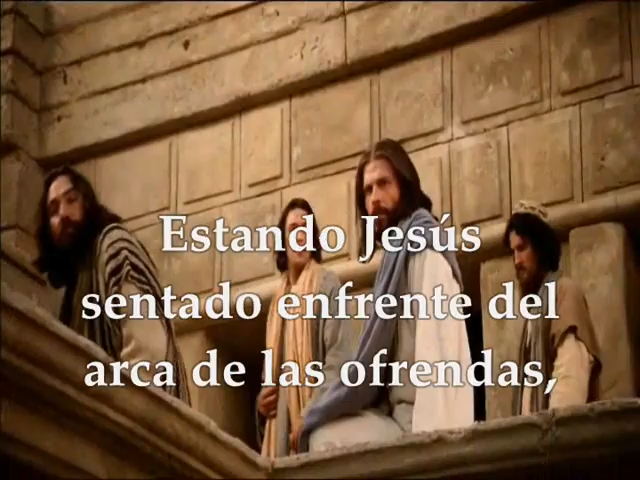 Estando Jesús
sentado enfrente del
arca de las ofrendas,